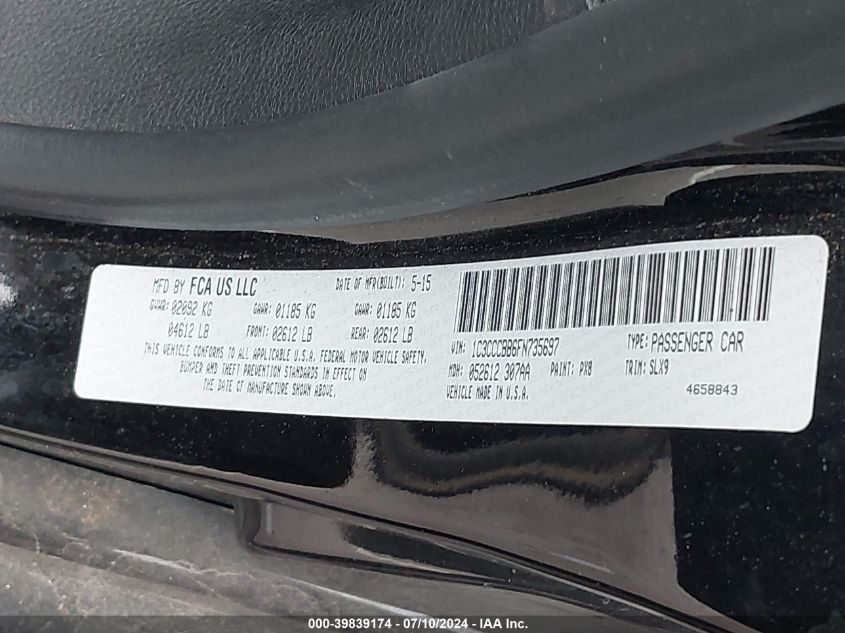 MFD BY FCA US LLC DATE OF MFR(BUILT): 5-15
GVWR: 02092 KG GAWR: 01185 KG GAWR: 01185 KG
04612 LB FRONT: 02612 LB REAR: 02612 LB
THIS VEHICLE CONFORMS TO ALL APPLICABLE U.S.A. FEDERAL MOTOR VEHICLE SAFETY,
BUMPER AND THEFT PREVENTION STANDARDS IN EFFECT ON
THE DATE OF MANUFACTURE SHOWN ABOVE.
VIN: 1C3CCCBB6FN735697 TYPE: PASSENGER CAR
MDH: 052612 307AA PAINT: PX8 TRIM: SLX9
VEHICLE MADE IN U.S.A. 4658843
000-39839174 - 07/10/2024 - IAA Inc.